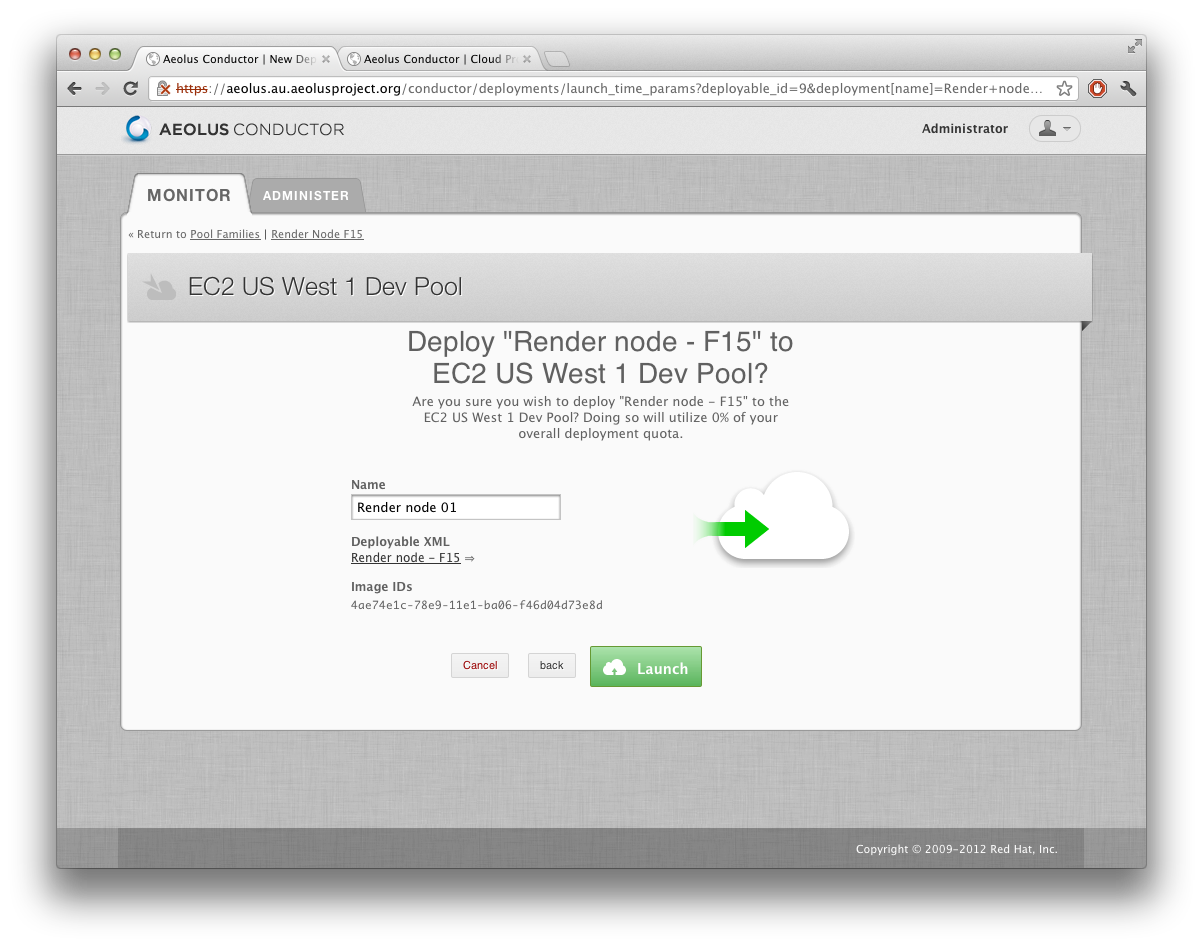 Aeolus Conductor | New Dep
Aeolus Conductor | Cloud Pr
https://aeolus.au.aeolusproject.org/conductor/deployments/launch_time_params?deployable_id=9&deployment[name]=Render+node...
AEOLUS CONDUCTOR
Administrator
MONITOR
ADMINISTER
« Return to Pool Families | Render Node F15
EC2 US West 1 Dev Pool
Deploy "Render node - F15" to
EC2 US West 1 Dev Pool?
Are you sure you wish to deploy "Render node – F15" to the
EC2 US West 1 Dev Pool? Doing so will utilize 0% of your
overall deployment quota.
Name
Render node 01
Deployable XML
Render node – F15 ⇒
Image IDs
4ae74e1c-78e9-11e1-ba06-f46d04d73e8d
Cancel
back
Launch
Copyright © 2009-2012 Red Hat, Inc.